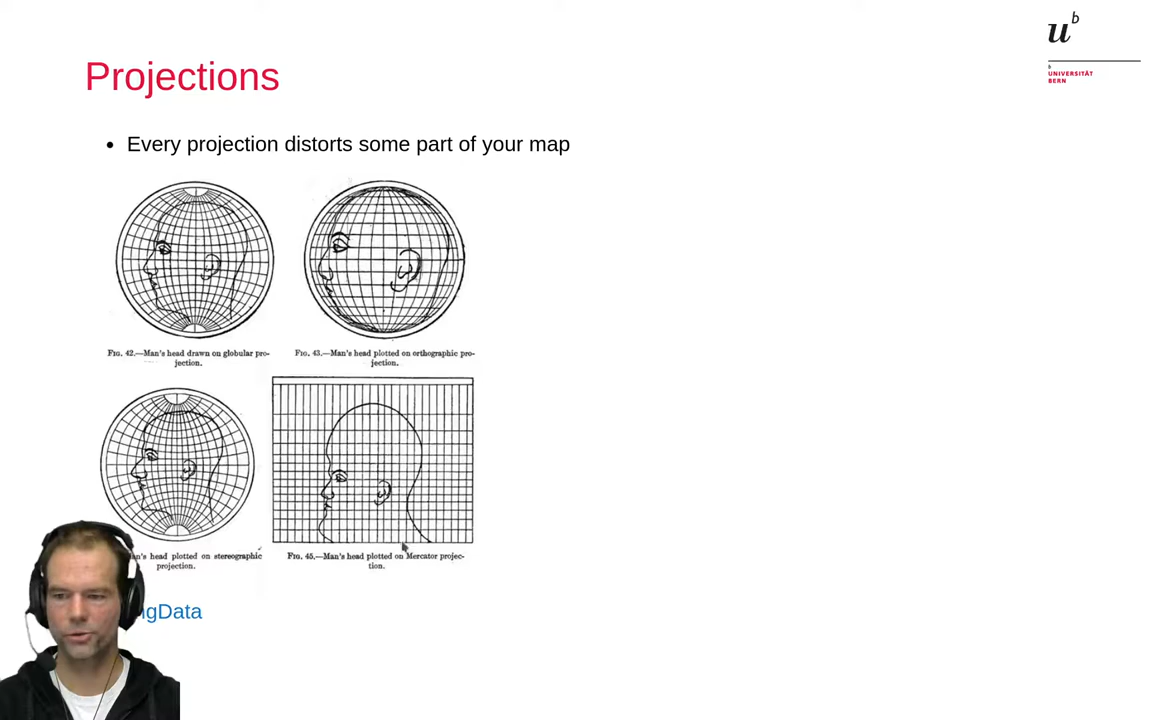 u^b
b
UNIVERSITÄT
BERN
Projections
• Every projection distorts some part of your map
FIG. 42.—Man's head drawn on globular pro-
jection.
FIG. 43.—Man's head plotted on orthographic pro-
jection.
an's head plotted on stereographic
projection.
FIG. 45.—Man's head plotted on Mercator projec-
tion.
ngData